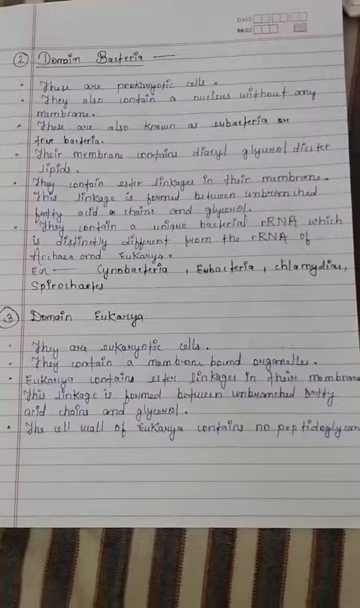 DATE
PAGE
② Domain Bacteria —
• These are prokaryotic cells.
• They also contain a nucleus without any
membrane.
• These are also known as eubacteria or
true bacteria.
• Their membrane contains diacyl glycerol diester
lipids.
• They contain ester linkages in their membrane.
This linkage is formed between unbranched
fatty acid chains and glycerol.
• They contain a unique bacterial rRNA which
is distinctly different from the rRNA of
Archaea and Eukarya.
Ex — Cynobacteria, Eubacteria, chlamydias,
Spirochaetes
③ Domain Eukarya
• They are eukaryotic cells.
• They contain a membrane bound organelles.
• Eukarya contains ester linkages in their membrane
This linkage is formed between unbranched fatty
acid chains and glycerol.
• The cell wall of Eukarya contains no peptidoglycan